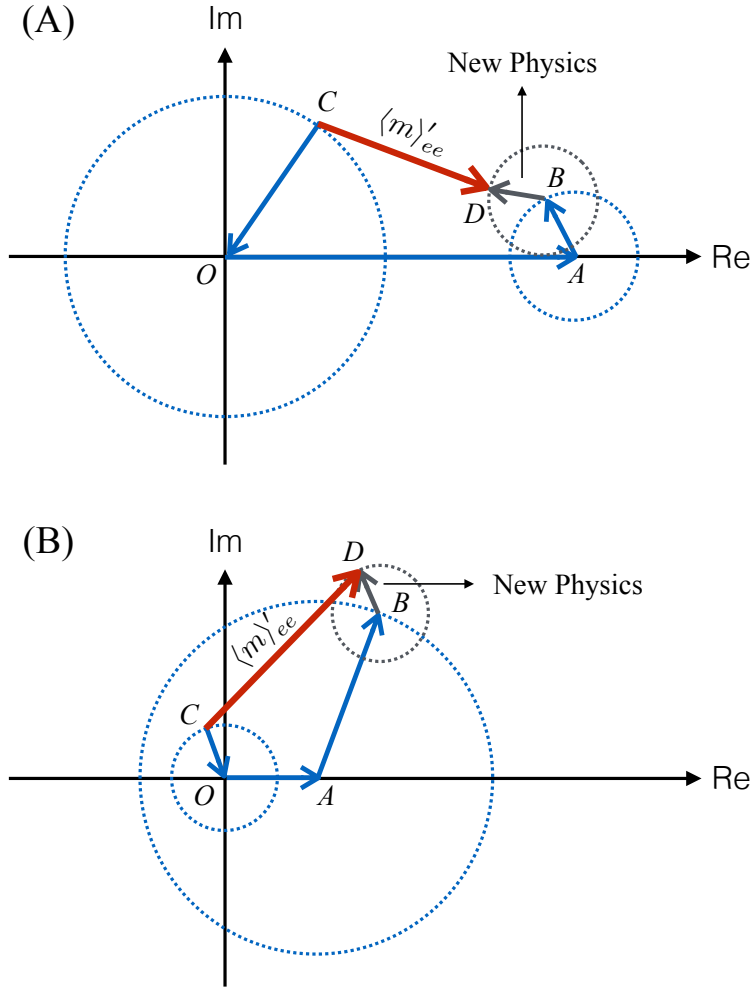 (A)
Im
New Physics
C
⟨m⟩′ee
B
D
O
A
Re
(B)
Im
D
New Physics
B
⟨m⟩′ee
C
O
A
Re